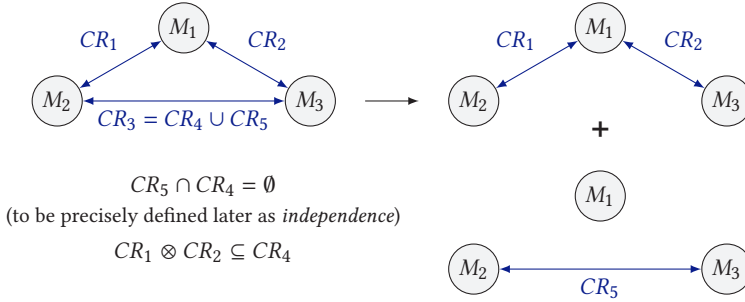 M₁
CR₁
CR₂
M₂
M₃
CR₃ = CR₄ ∪ CR₅
CR₅ ∩ CR₄ = ∅
(to be precisely defined later as independence)
CR₁ ⊗ CR₂ ⊆ CR₄
M₁
CR₁
CR₂
M₂
M₃
+
M₁
M₂
M₃
CR₅